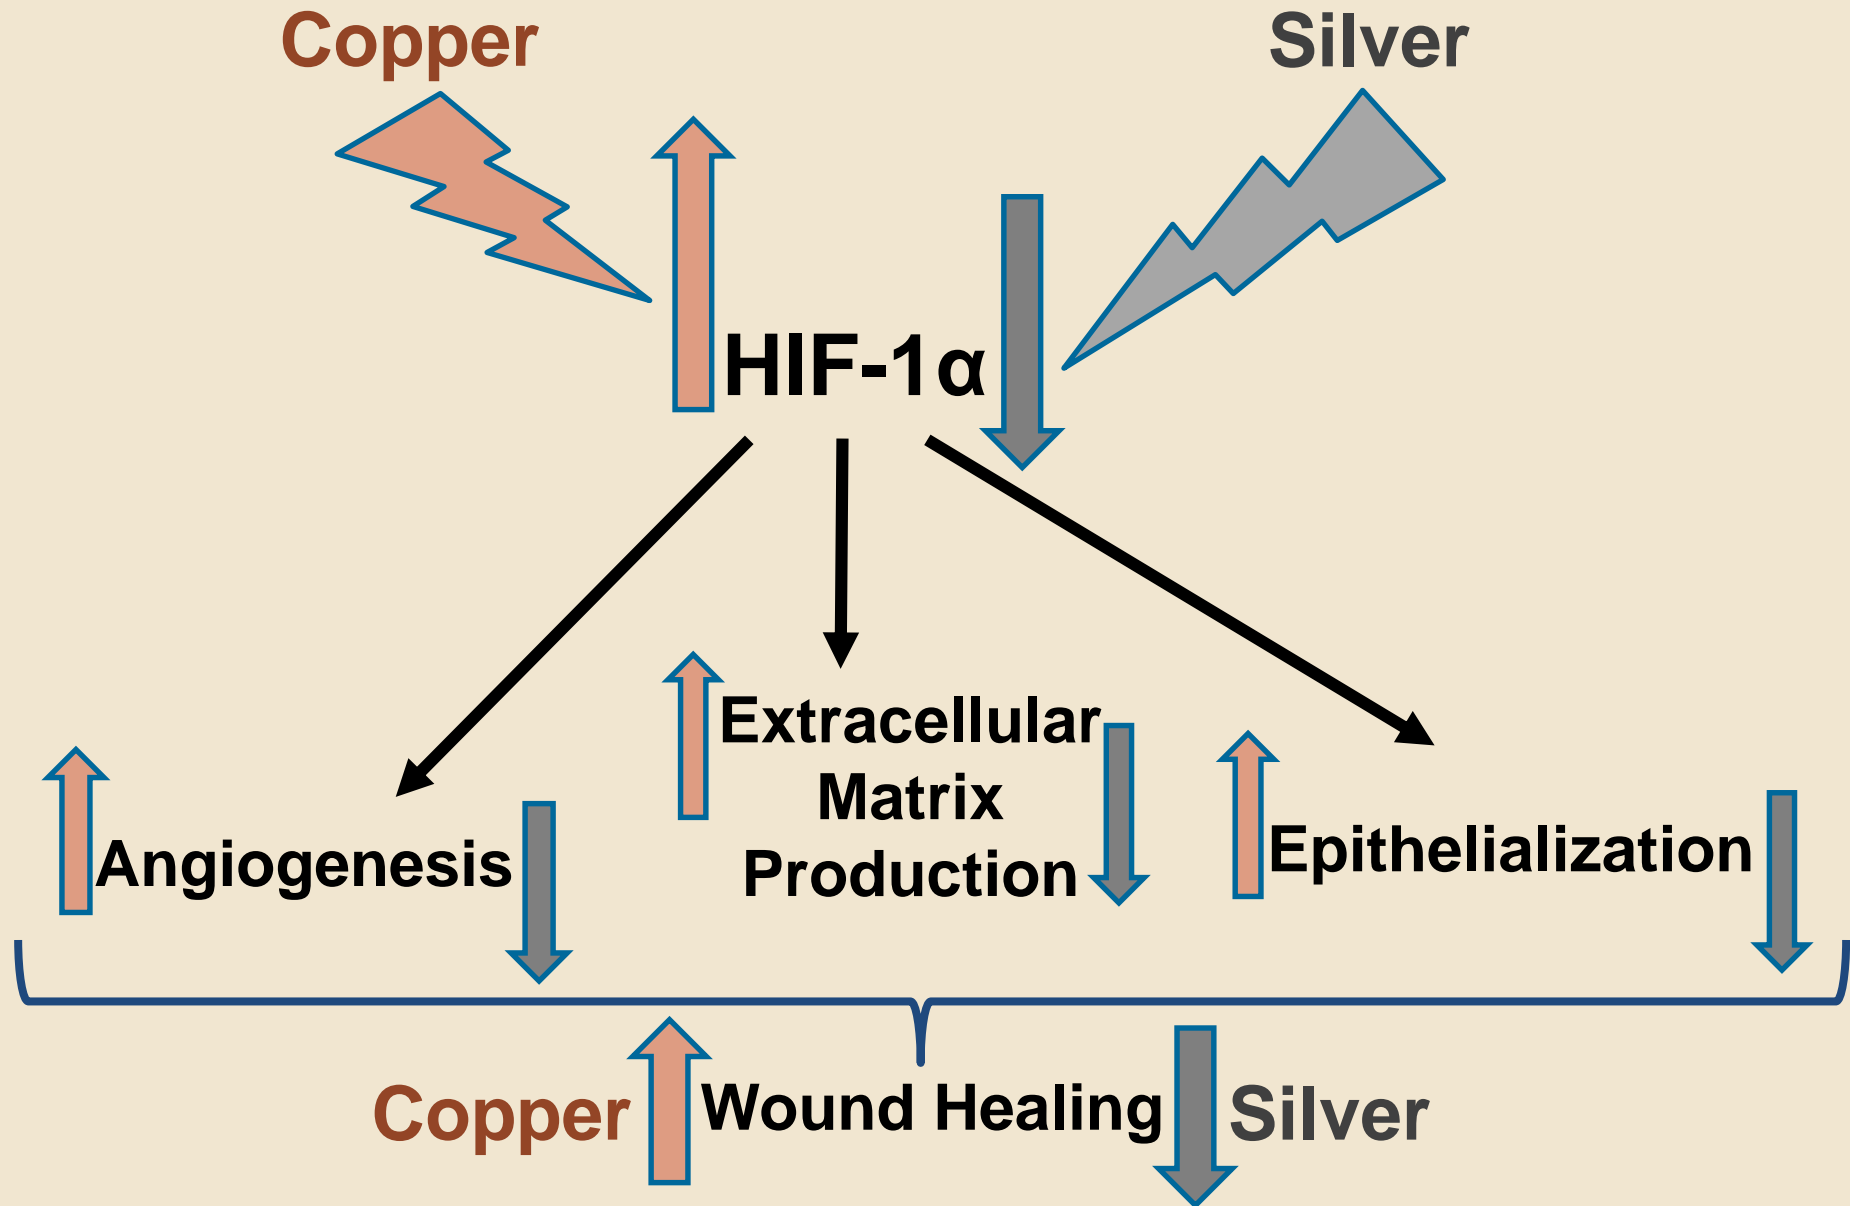 Copper
Silver
HIF-1α
Extracellular
Matrix
Production
Angiogenesis
Epithelialization
Copper
Wound Healing
Silver